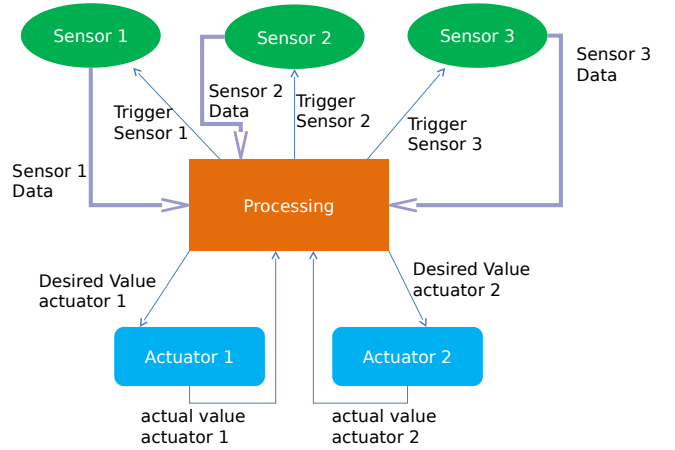 Sensor 1
Sensor 2
Sensor 3
Sensor 3
Data
Sensor 2
Data
Trigger
Sensor 1
Trigger
Sensor 2
Trigger
Sensor 3
Sensor 1
Data
Processing
Desired Value
actuator 1
Desired Value
actuator 2
Actuator 1
Actuator 2
actual value
actuator 1
actual value
actuator 2